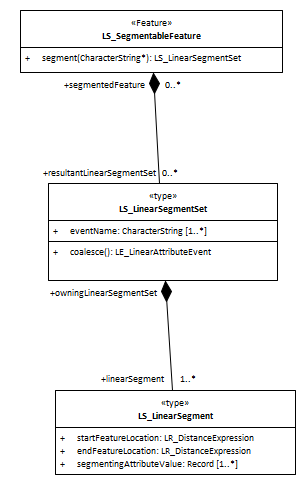 «Feature»
LS_SegmentableFeature
+ segment(CharacterString*): LS_LinearSegmentSet
+segmentedFeature 0..*
+resultantLinearSegmentSet 0..*
«type»
LS_LinearSegmentSet
+ eventName: CharacterString [1..*]
+ coalesce(): LE_LinearAttributeEvent
+owningLinearSegmentSet
+linearSegment 1..*
«type»
LS_LinearSegment
+ startFeatureLocation: LR_DistanceExpression
+ endFeatureLocation: LR_DistanceExpression
+ segmentingAttributeValue: Record [1..*]